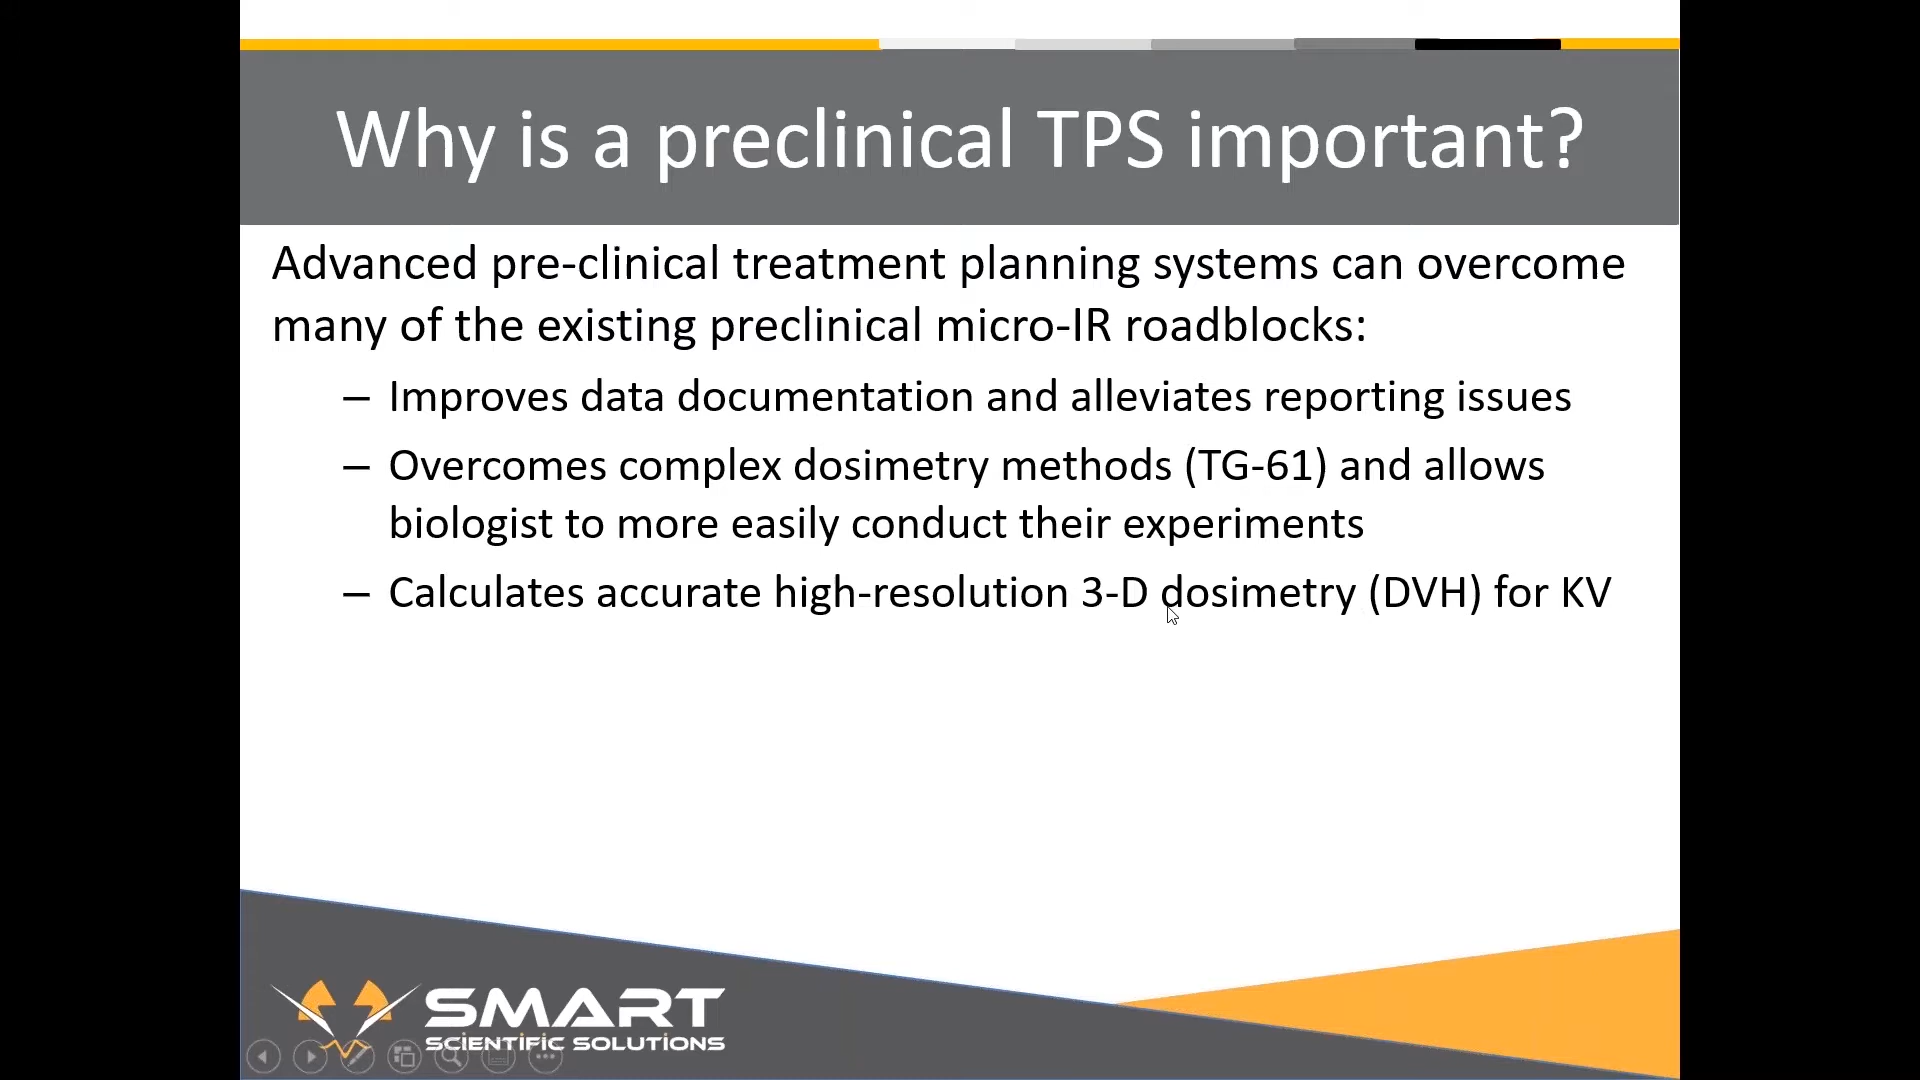 Why is a preclinical TPS important?
Advanced pre-clinical treatment planning systems can overcome
many of the existing preclinical micro-IR roadblocks:
– Improves data documentation and alleviates reporting issues
– Overcomes complex dosimetry methods (TG-61) and allows
biologist to more easily conduct their experiments
– Calculates accurate high-resolution 3-D dosimetry (DVH) for KV
SMART
SCIENTIFIC SOLUTIONS